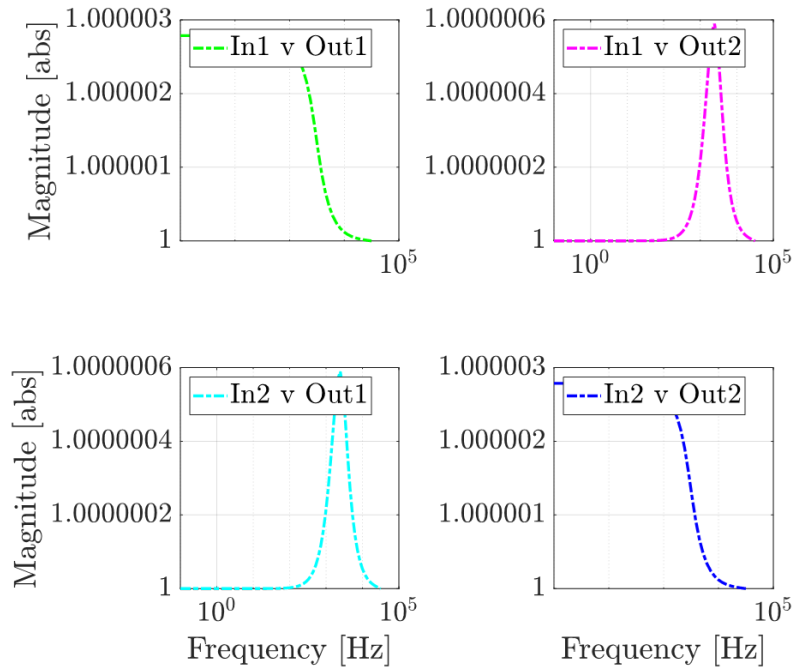 1.000003
1.000002
1.000001
1
Magnitude [abs]
In1 v Out1
10^5
1.0000006
1.0000004
1.0000002
1
In1 v Out2
10^0
10^5
1.0000006
1.0000004
1.0000002
1
Magnitude [abs]
In2 v Out1
10^0
10^5
Frequency [Hz]
1.000003
1.000002
1.000001
1
In2 v Out2
10^5
Frequency [Hz]